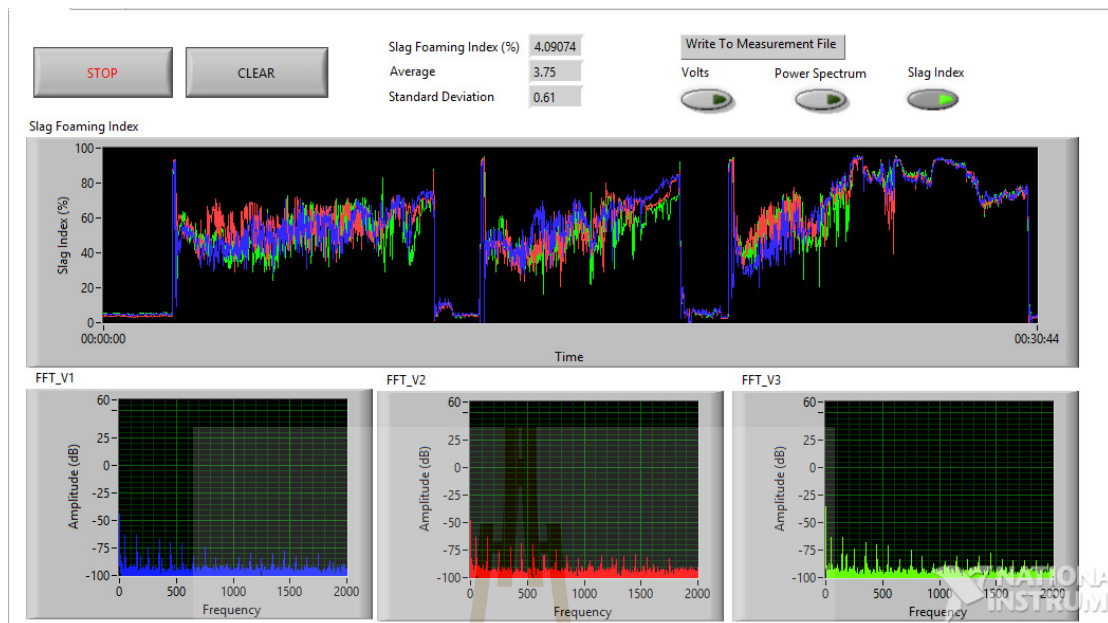 STOP
CLEAR
Slag Foaming Index (%) 4.09074
Average 3.75
Standard Deviation 0.61
Write To Measurement File
Volts
Power Spectrum
Slag Index
Slag Foaming Index
Slag Index (%)
100
80
60
40
20
0
00:00:00
00:30:44
Time
FFT_V1
Amplitude (dB)
60
25
0
-25
-50
-75
-100
0 500 1000 1500 2000
Frequency
FFT_V2
Amplitude (dB)
60
25
0
-25
-50
-75
-100
0 500 1000 1500 2000
Frequency
FFT_V3
Amplitude (dB)
60
25
0
-25
-50
-75
-100
0 500 1000 1500 2000
Frequency
NATIONA
INSTRUM